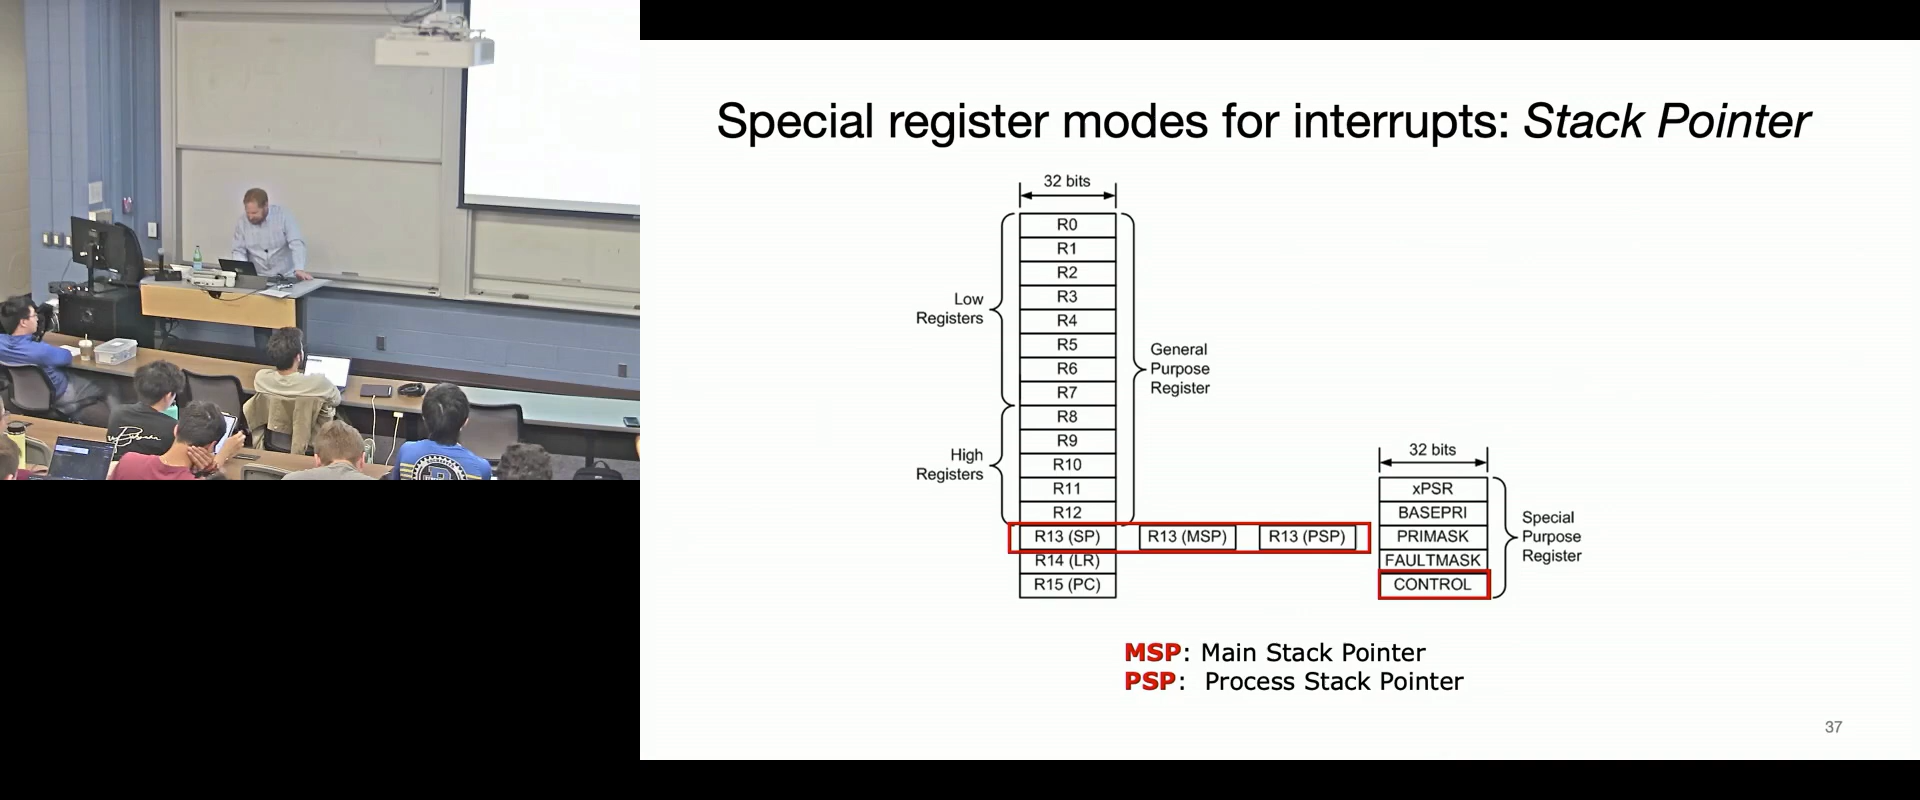 Special register modes for interrupts: Stack Pointer
32 bits
R0
R1
R2
R3
R4
R5
R6
R7
R8
R9
R10
R11
R12
R13 (SP)
R13 (MSP)
R13 (PSP)
R14 (LR)
R15 (PC)
Low
Registers
High
Registers
General
Purpose
Register
32 bits
xPSR
BASEPRI
PRIMASK
FAULTMASK
CONTROL
Special
Purpose
Register
MSP: Main Stack Pointer
PSP: Process Stack Pointer
37